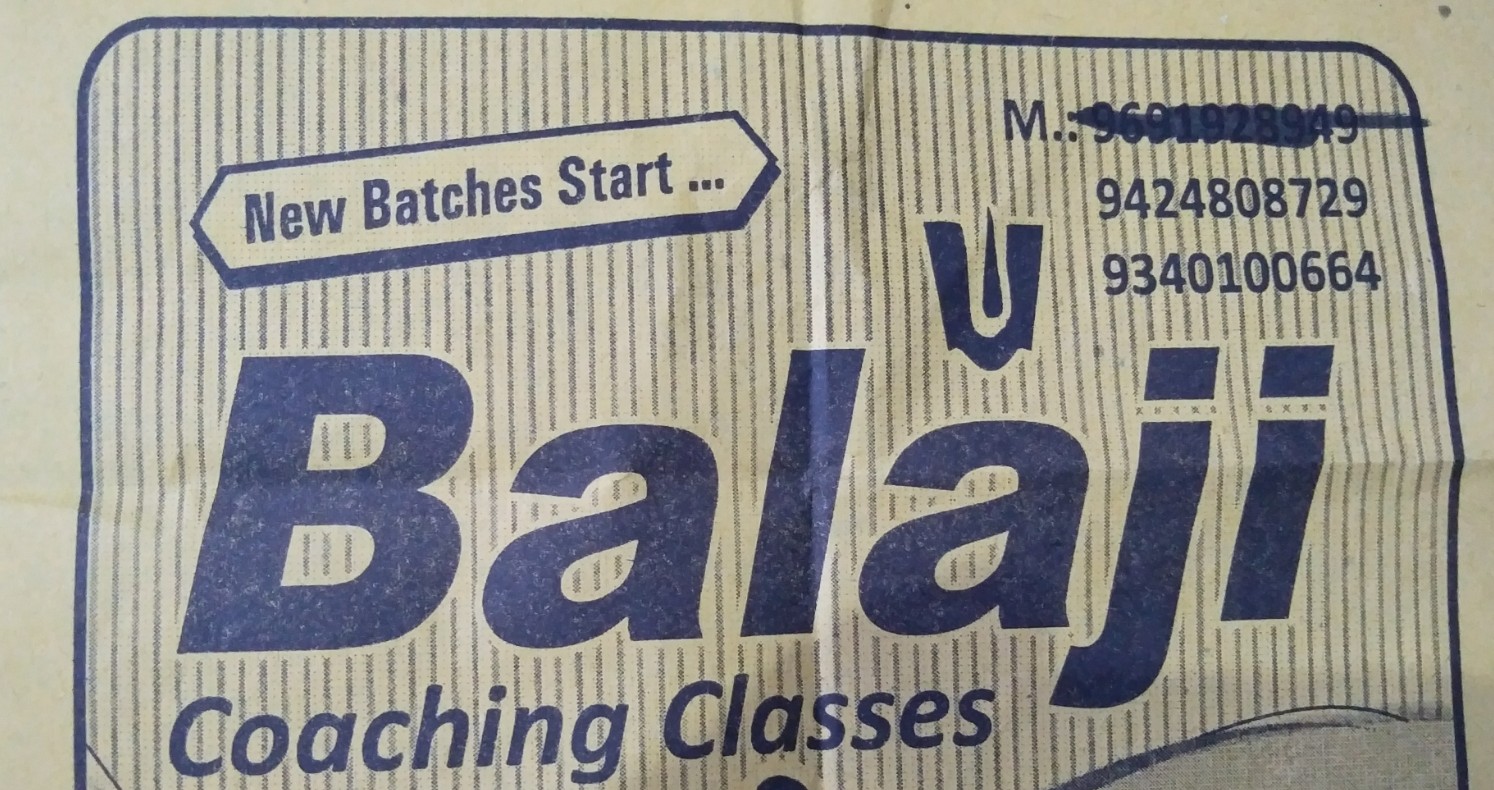 New Batches Start ...
M.: 9691928949
9424808729
9340100664
Balaji
Coaching Classes